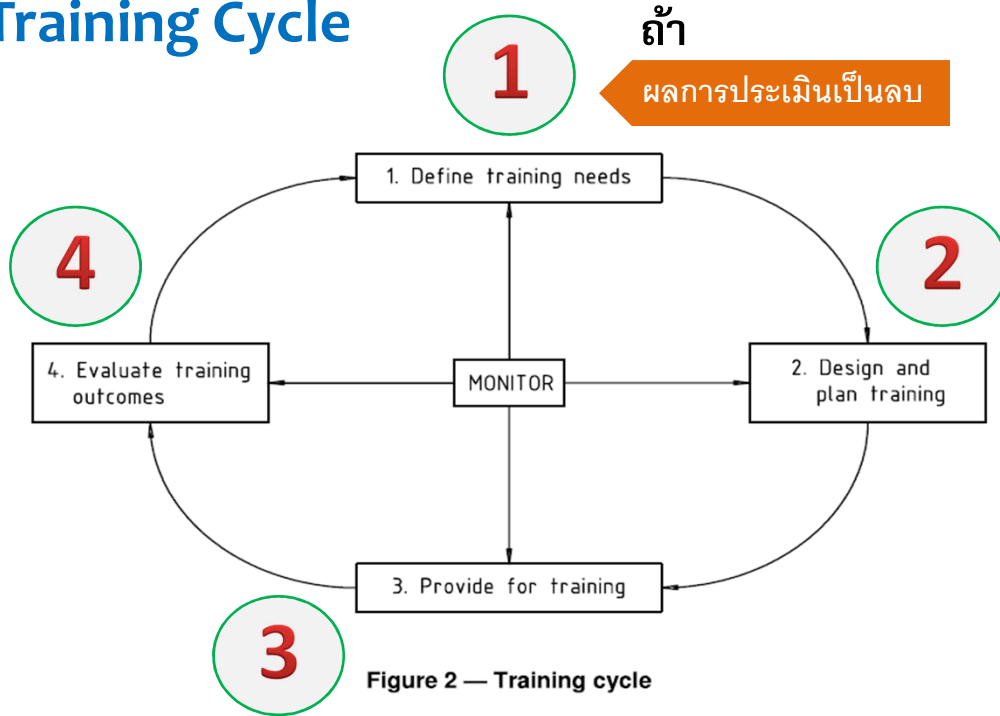 Training Cycle
ถ้า
1
ผลการประเมินเป็นลบ
1. Define training needs
4
2
4. Evaluate training
outcomes
MONITOR
2. Design and
plan training
3. Provide for training
3
Figure 2 — Training cycle